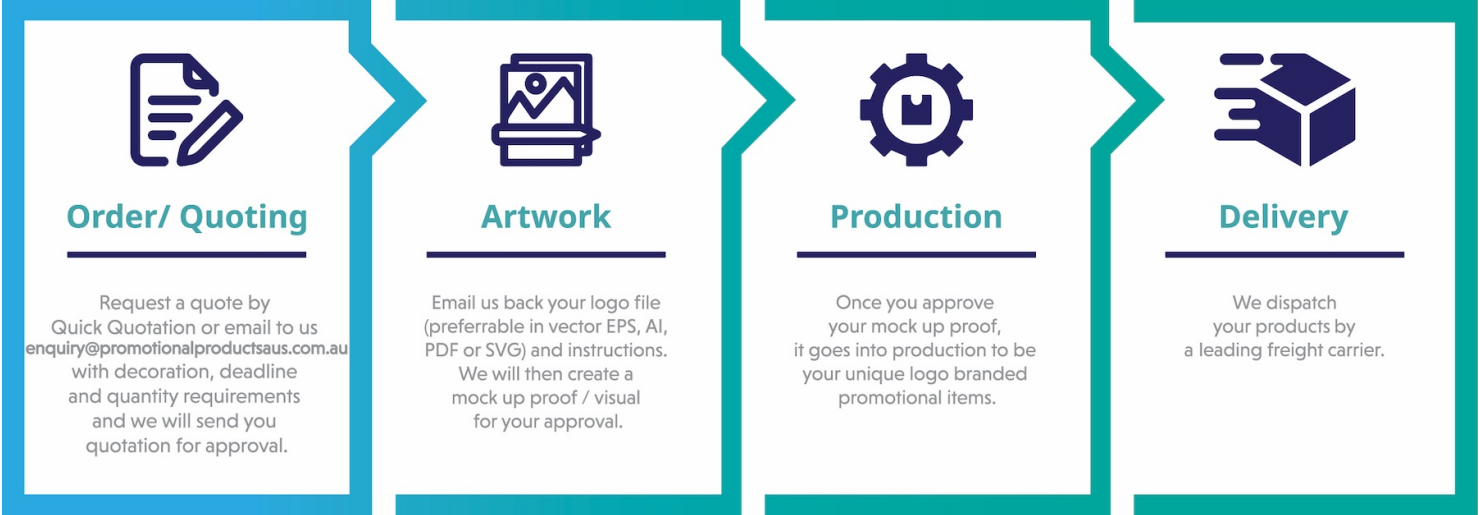 Order/ Quoting
Request a quote by
Quick Quotation or email to us
enquiry@promotionalproductsaus.com.au
with decoration, deadline
and quantity requirements
and we will send you
quotation for approval.
Artwork
Email us back your logo file
(preferrable in vector EPS, AI,
PDF or SVG) and instructions.
We will then create a
mock up proof / visual
for your approval.
Production
Once you approve
your mock up proof,
it goes into production to be
your unique logo branded
promotional items.
Delivery
We dispatch
your products by
a leading freight carrier.